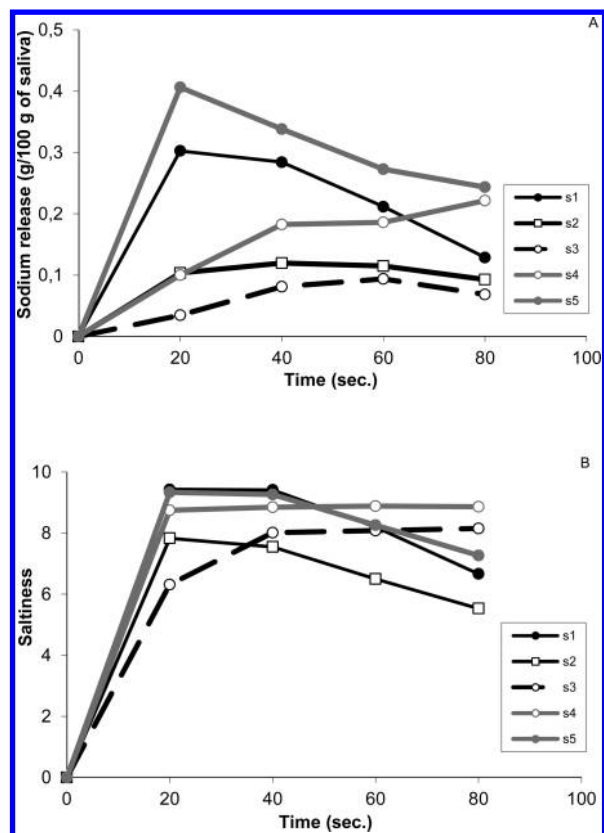 A
Sodium release (g/100 g of saliva)
0,5
0,4
0,3
0,2
0,1
0
0 20 40 60 80 100
Time (sec.)
s1
s2
s3
s4
s5
B
Saltiness
10
8
6
4
2
0
0 20 40 60 80 100
Time (sec.)
s1
s2
s3
s4
s5